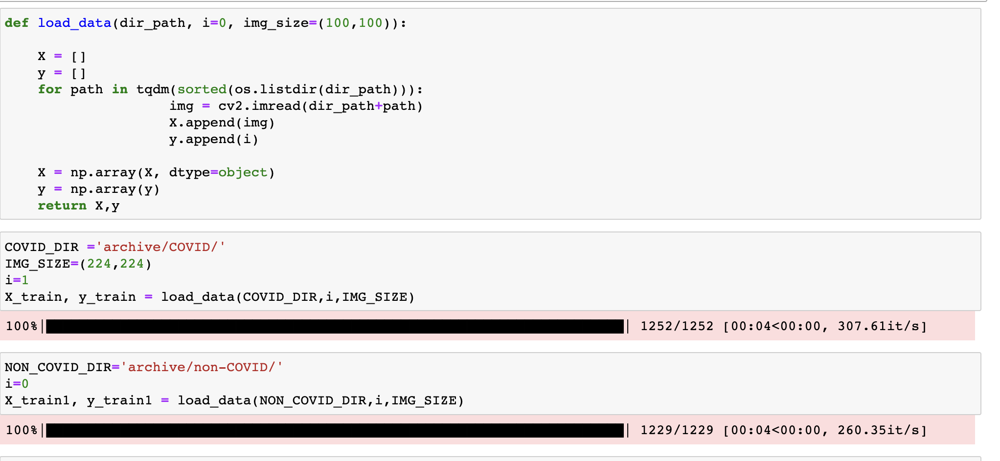 def load_data(dir_path, i=0, img_size=(100,100)):
    X = []
    y = []
    for path in tqdm(sorted(os.listdir(dir_path))):
                    img = cv2.imread(dir_path+path)
                    X.append(img)
                    y.append(i)
    X = np.array(X, dtype=object)
    y = np.array(y)
    return X,y
COVID_DIR ='archive/COVID/'
IMG_SIZE=(224,224)
i=1
X_train, y_train = load_data(COVID_DIR,i,IMG_SIZE)
100%|██████████| 1252/1252 [00:04<00:00, 307.61it/s]
NON_COVID_DIR='archive/non-COVID/'
i=0
X_train1, y_train1 = load_data(NON_COVID_DIR,i,IMG_SIZE)
100%|██████████| 1229/1229 [00:04<00:00, 260.35it/s]